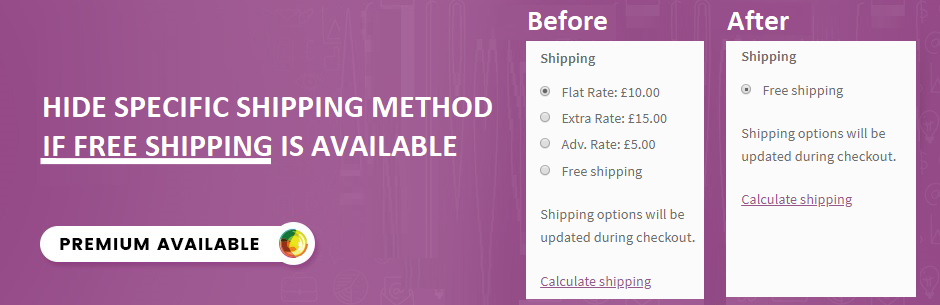 HIDE SPECIFIC SHIPPING METHOD
IF FREE SHIPPING IS AVAILABLE
PREMIUM AVAILABLE
Before
Shipping
Flat Rate: £10.00
Extra Rate: £15.00
Adv. Rate: £5.00
Free shipping
Shipping options will be
updated during checkout.
Calculate shipping
After
Shipping
Free shipping
Shipping options will be
updated during checkout.
Calculate shipping